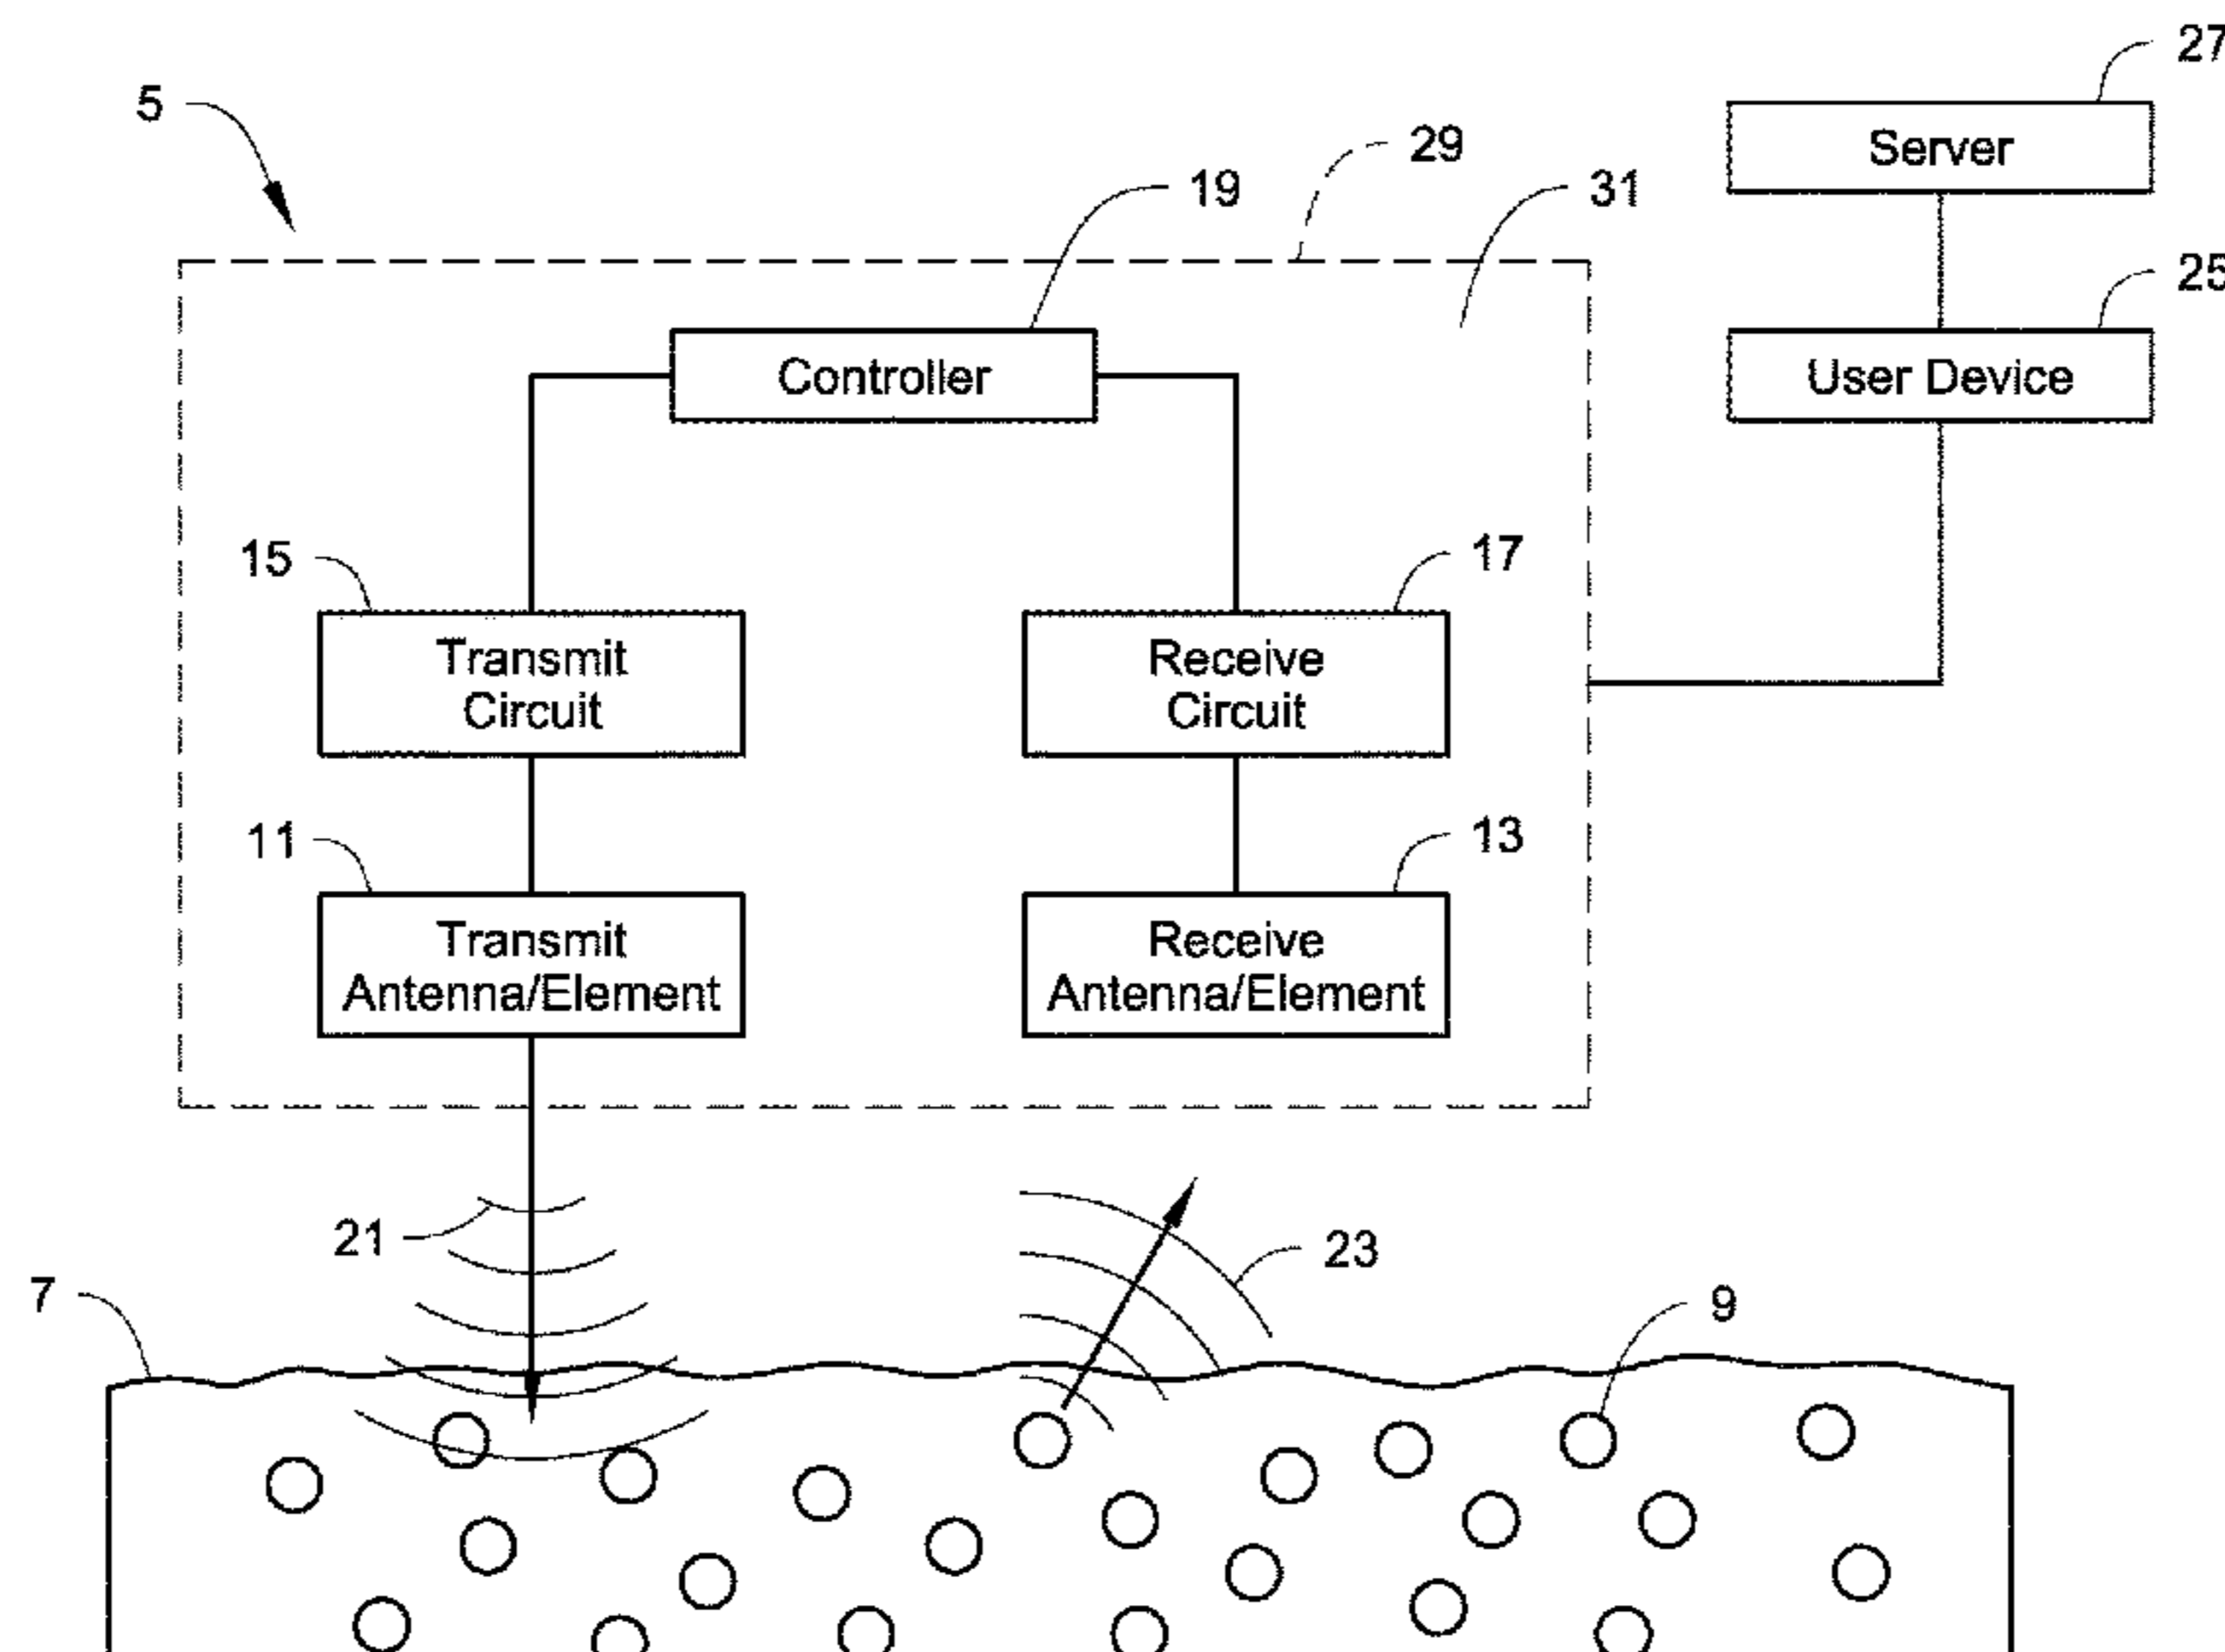 27
5
Server
29
19
31
25
Controller
User Device
15
17
Transmit
Circuit
Receive
Circuit
11
13
Transmit
Antenna/Element
Receive
Antenna/Element
21
23
7
9